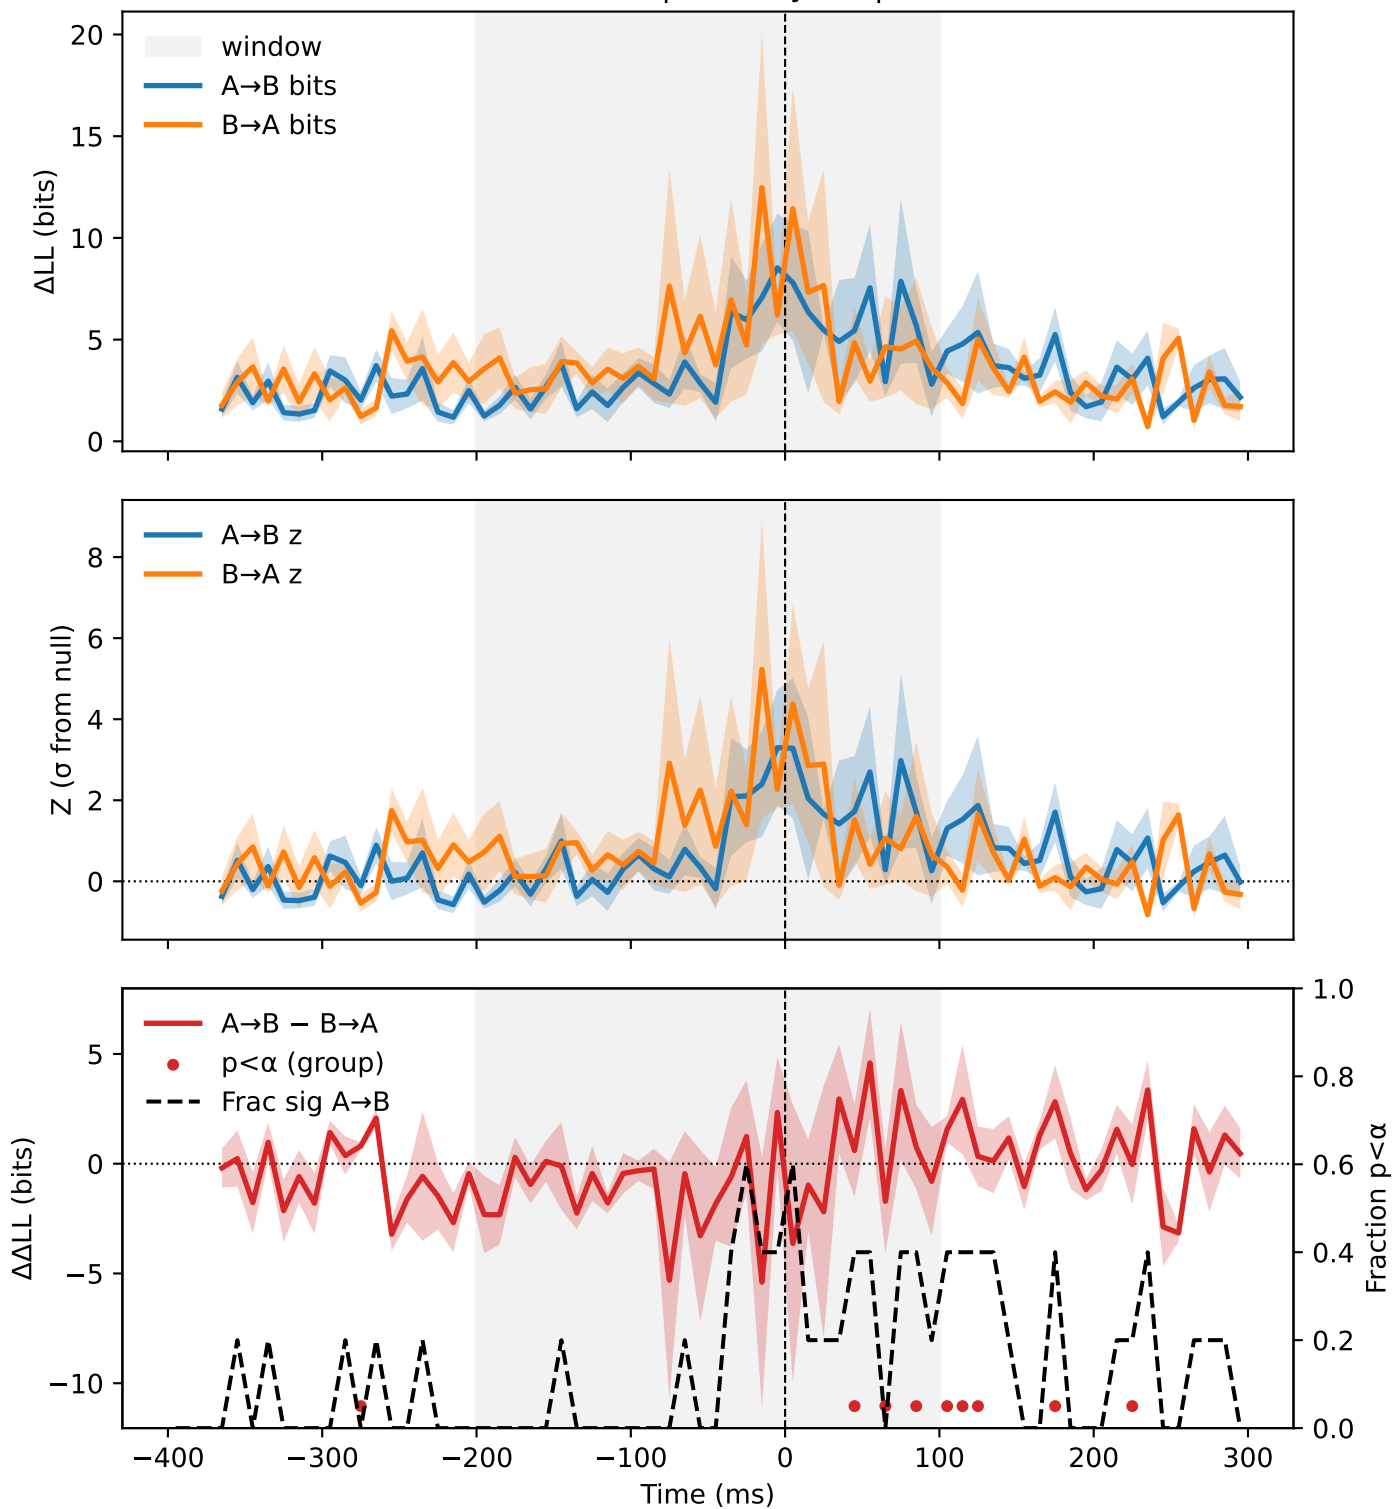 20
15
10
5
0
ΔLL (bits)
window
A→B bits
B→A bits
8
6
4
2
0
Z (σ from null)
A→B z
B→A z
5
0
−5
−10
ΔΔLL (bits)
A→B − B→A
p<α (group)
Frac sig A→B
1.0
0.8
0.6
0.4
0.2
0.0
Fraction p<α
−400 −300 −200 −100 0 100 200 300
Time (ms)